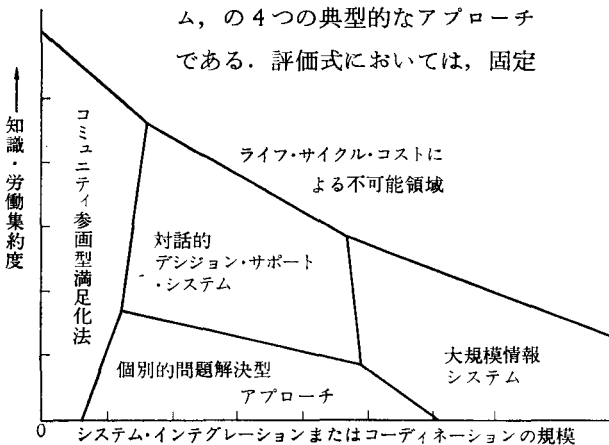 ム，の4つの典型的なアプローチ
である．評価式においては，固定
ライフ・サイクル・コストに
よる不可能領域
知識・労働集約度
コミュニティ参画型満足化法
対話的
デシジョン・サポート
・システム
個別的問題解決型
アプローチ
大規模情報
システム
0
システム・インテグレーションまたはコーディネーションの規模